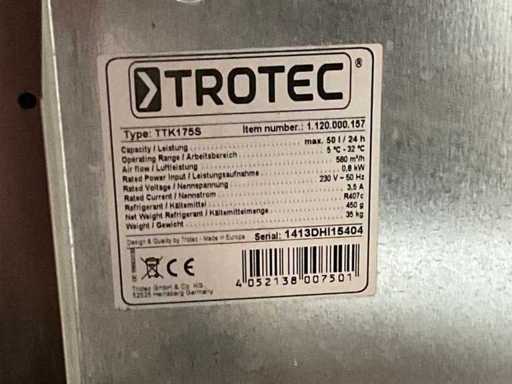 TROTEC®
Type: TTK175S Item number.: 1.120.000.157
Capacity / Leistung max. 50 l / 24 h
Operating Range / Arbeitsbereich 5 °C - 32 °C
Air flow / Luftleistung 580 m³/h
Rated Power Input / Leistungsaufnahme 0,8 kW
Rated Voltage / Nennspannung 230 V ~ 50 Hz
Rated Current / Nennstrom 3,5 A
Refrigerant / Kältemittel R407c
Net Weight Refrigerant / Kältemittelmenge 450 g
Weight / Gewicht 35 kg
Design & Quality by Trotec - Made in Europe Serial: 1413DHI15404
CE
Trotec GmbH & Co. KG
52525 Heinsberg Germany
4 052138 007501